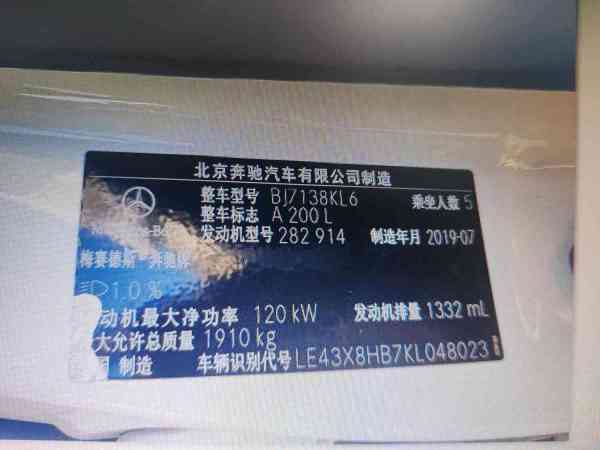 北京奔驰汽车有限公司制造
整车型号 BJ7138KL6 乘坐人数 5
整车标志 A 200 L
发动机型号 282 914 制造年月 2019-07
梅赛德斯-奔驰牌
1.0 %
动机最大净功率 120 kW 发动机排量 1332 mL
大允许总质量 1910 kg
制造 车辆识别代号 LE43X8HB7KL048023